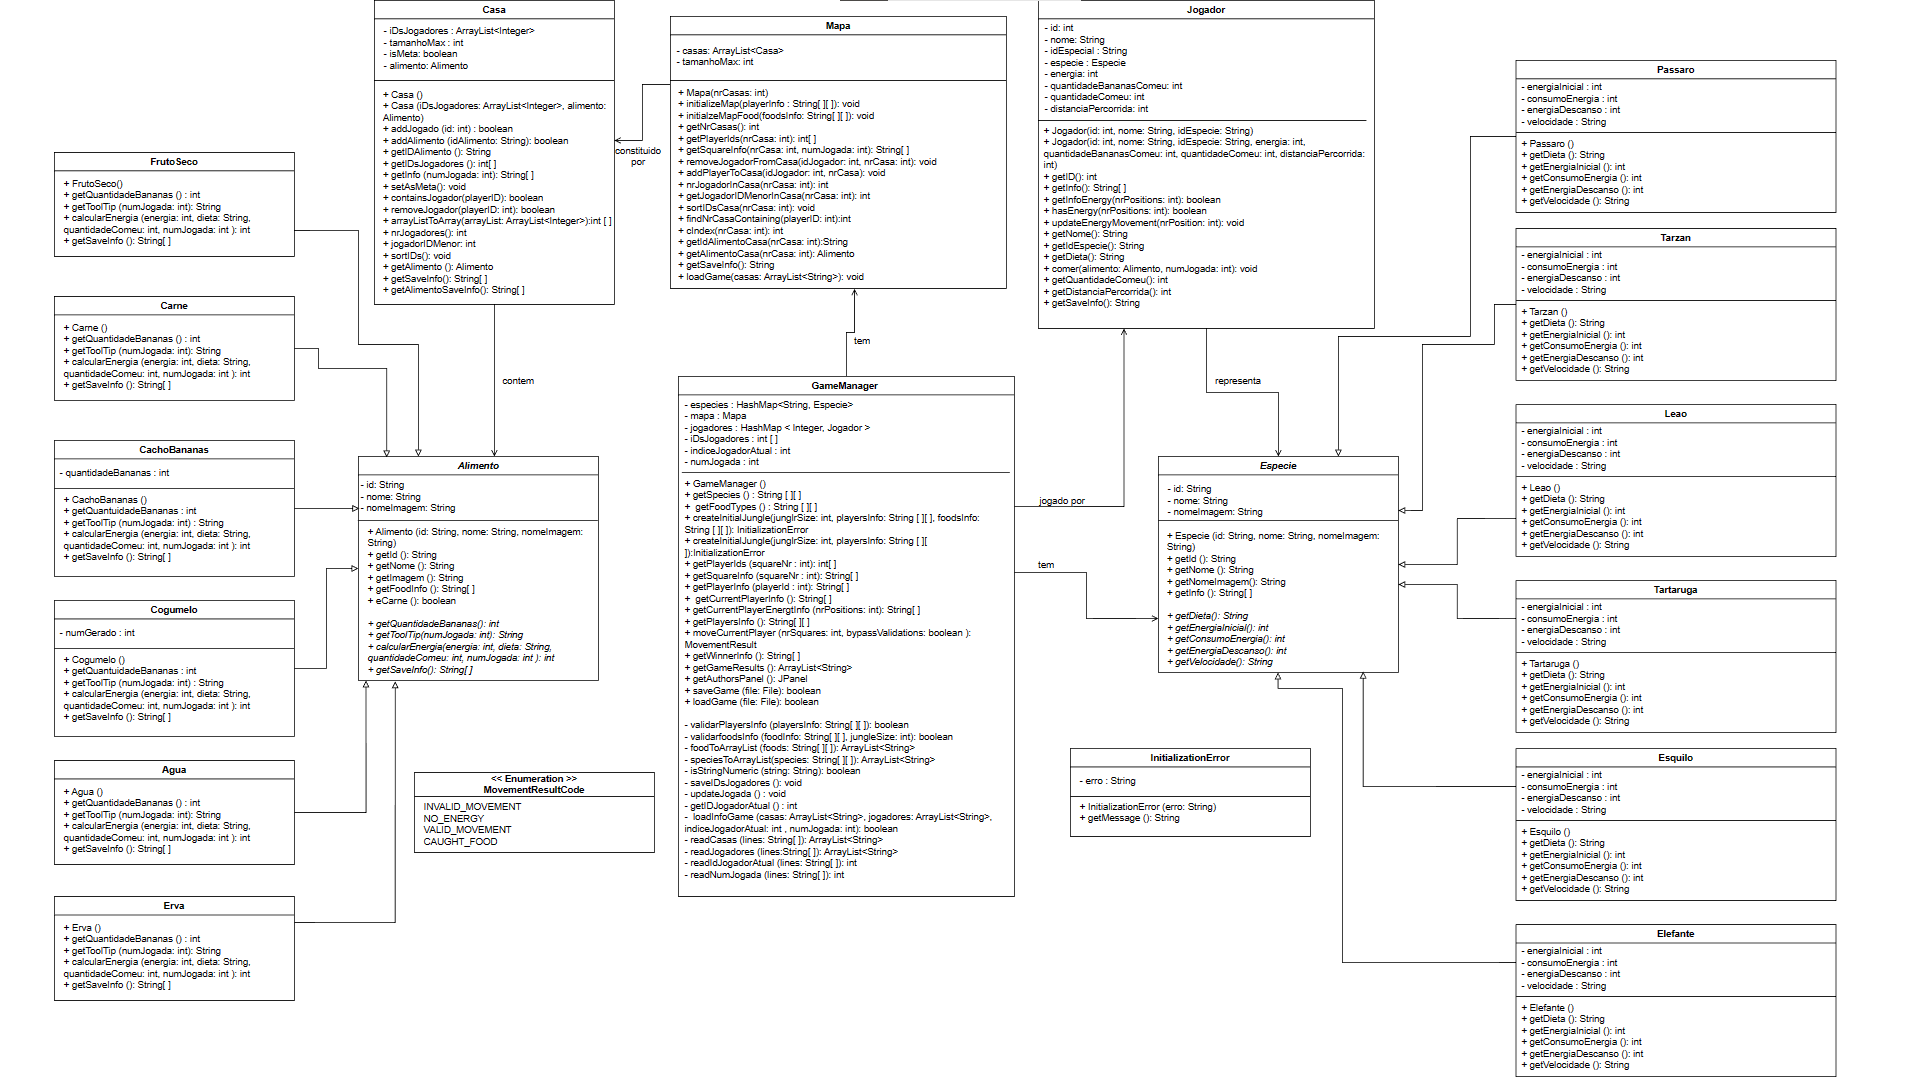 Casa
- iDsJogadores : ArrayList<Integer>
- tamanhoMax : int
- isMeta: boolean
- alimento: Alimento
+ Casa ()
+ Casa (iDsJogadores: ArrayList<Integer>, alimento:
Alimento)
+ addJogado (id: int) : boolean
+ addAlimento (idAlimento: String): boolean
+ getIDAlimento (): String
+ getIDsJogadores (): int[ ]
+ getInfo (numJogada: int): String[ ]
+ setAsMeta(): void
+ containsJogador(playerID): boolean
+ removeJogador(playerID: int): boolean
+ arrayListToArray(arrayList: ArrayList<Integer>):int [ ]
+ nrJogadores(): int
+ jogadorIDMenor: int
+ sortIDs(): void
+ getAlimento (): Alimento
+ getSaveInfo(): String[ ]
+ getAlimentoSaveInfo(): String[ ]
Mapa
- casas: ArrayList<Casa>
- tamanhoMax: int
+ Mapa(nrCasas: int)
+ initializeMap(playerInfo : String[ ][ ]): void
+ initialzeMapFood(foodsInfo: String[ ][ ]): void
+ getNrCasas(): int
+ getPlayerIds(nrCasa: int): int[ ]
+ getSquareInfo(nrCasa: int, numJogada: int): String[ ]
+ removeJogadorFromCasa(idJogador: int, nrCasa: int): void
+ addPlayerToCasa(idJogador: int, nrCasa): void
+ nrJogadorInCasa(nrCasa: int): int
+ getJogadorIDMenorInCasa(nrCasa: int): int
+ sortIDsCasa(nrCasa: int): void
+ findNrCasaContaining(playerID: int):int
+ cIndex(nrCasa: int): int
+ getIdAlimentoCasa(nrCasa: int):String
+ getAlimentoCasa(nrCasa: int): Alimento
+ getSaveInfo(): String
+ loadGame(casas: ArrayList<String>): void
Jogador
- id: int
- nome: String
- idEspecial : String
- especie : Especie
- energia: int
- quantidadeBananasComeu: int
- quantidadeComeu: int
- distanciaPercorrida: int
+ Jogador(id: int, nome: String, idEspecie: String)
+ Jogador(id: int, nome: String, idEspecie: String, energia: int,
quantidadeBananasComeu: int, quantidadeComeu: int, distanciaPercorrida:
int)
+ getID(): int
+ getInfo(): String[ ]
+ getInfoEnergy(nrPositions: int): boolean
+ hasEnergy(nrPositions: int): boolean
+ updateEnergyMovement(nrPosition: int): void
+ getNome(): String
+ getIdEspecie(): String
+ getDieta(): String
+ comer(alimento: Alimento, numJogada: int): void
+ getQuantidadeComeu(): int
+ getDistanciaPercorrida(): int
+ getSaveInfo(): String
Passaro
- energiaInicial : int
- consumoEnergia : int
- energiaDescanso : int
- velocidade : String
+ Passaro ()
+ getDieta (): String
+ getEnergiaInicial (): int
+ getConsumoEnergia (): int
+ getEnergiaDescanso (): int
+ getVelocidade (): String
FrutoSeco
+ FrutoSeco()
+ getQuantidadeBananas () : int
+ getToolTip (numJogada: int): String
+ calcularEnergia (energia: int, dieta: String,
quantidadeComeu: int, numJogada: int ): int
+ getSaveInfo (): String[ ]
constituido
por
Tarzan
- energiaInicial : int
- consumoEnergia : int
- energiaDescanso : int
- velocidade : String
+ Tarzan ()
+ getDieta (): String
+ getEnergiaInicial (): int
+ getConsumoEnergia (): int
+ getEnergiaDescanso (): int
+ getVelocidade (): String
Carne
+ Carne ()
+ getQuantidadeBananas () : int
+ getToolTip (numJogada: int): String
+ calcularEnergia (energia: int, dieta: String,
quantidadeComeu: int, numJogada: int ): int
+ getSaveInfo (): String[ ]
contem
tem
representa
GameManager
- especies : HashMap<String, Especie>
- mapa : Mapa
- jogadores : HashMap < Integer, Jogador >
- iDsJogadores : int [ ]
- indiceJogadorAtual : int
- numJogada : int
+ GameManager ()
+ getSpecies () : String [ ][ ]
+  getFoodTypes () : String [ ][ ]
+ createInitialJungle(junglrSize: int, playersInfo: String [ ][ ], foodsInfo:
String [ ][ ]): InitializationError
+ createInitialJungle(junglrSize: int, playersInfo: String [ ][
]):InitializationError
+ getPlayerIds (squareNr : int): int[ ]
+ getSquareInfo (squareNr : int): String[ ]
+ getPlayerInfo (playerId : int): String[ ]
+  getCurrentPlayerInfo (): String[ ]
+ getCurrentPlayerEnergtInfo (nrPositions: int): String[ ]
+ getPlayersInfo (): String[ ][ ]
+ moveCurrentPlayer (nrSquares: int, bypassValidations: boolean ):
MovementResult
+ getWinnerInfo (): String[ ]
+ getGameResults (): ArrayList<String>
+ getAuthorsPanel (): JPanel
+ saveGame (file: File): boolean
+ loadGame (file: File): boolean
- validarPlayersInfo (playersInfo: String[ ][ ]): boolean
- validarfoodsInfo (foodInfo: String[ ][ ], jungleSize: int): boolean
- foodToArrayList (foods: String[ ][ ]): ArrayList<String>
- speciesToArrayList(species: String[ ][ ]): ArrayList<String>
- isStringNumeric (string: String): boolean
- saveIDsJogadores (): void
- updateJogada () : void
- getIDJogadorAtual () : int
-  loadInfoGame (casas: ArrayList<String>, jogadores: ArrayList<String>,
indiceJogadorAtual: int , numJogada: int): boolean
- readCasas (lines: String[ ]): ArrayList<String>
- readJogadores (lines:String[ ]): ArrayList<String>
- readIdJogadorAtual (lines: String[ ]): int
- readNumJogada (lines: String[ ]): int
jogado por
tem
Leao
- energiaInicial : int
- consumoEnergia : int
- energiaDescanso : int
- velocidade : String
+ Leao ()
+ getDieta (): String
+ getEnergiaInicial (): int
+ getConsumoEnergia (): int
+ getEnergiaDescanso (): int
+ getVelocidade (): String
CachoBananas
- quantidadeBananas : int
+ CachoBananas ()
+ getQuantuidadeBananas : int
+ getToolTip (numJogada: int) : String
+ calcularEnergia (energia: int, dieta: String,
quantidadeComeu: int, numJogada: int ): int
+ getSaveInfo (): String[ ]
Alimento
- id: String
- nome: String
- nomeImagem: String
+ Alimento (id: String, nome: String, nomeImagem:
String)
+ getId (): String
+ getNome (): String
+ getImagem (): String
+ getFoodInfo (): String[ ]
+ eCarne (): boolean
+ getQuantidadeBananas(): int
+ getToolTip(numJogada: int): String
+ calcularEnergia(energia: int, dieta: String,
quantidadeComeu: int, numJogada: int ): int
+ getSaveInfo(): String[ ]
Especie
- id: String
- nome: String
- nomeImagem: String
+ Especie (id: String, nome: String, nomeImagem:
String)
+ getId (): String
+ getNome (): String
+ getNomeImagem(): String
+ getInfo (): String[ ]
+ getDieta(): String
+ getEnergiaInicial(): int
+ getConsumoEnergia(): int
+ getEnergiaDescanso(): int
+ getVelocidade(): String
Tartaruga
- energiaInicial : int
- consumoEnergia : int
- energiaDescanso : int
- velocidade : String
+ Tartaruga ()
+ getDieta (): String
+ getEnergiaInicial (): int
+ getConsumoEnergia (): int
+ getEnergiaDescanso (): int
+ getVelocidade (): String
Cogumelo
- numGerado : int
+ Cogumelo ()
+ getQuantuidadeBananas : int
+ getToolTip (numJogada: int) : String
+ calcularEnergia (energia: int, dieta: String,
quantidadeComeu: int, numJogada: int ): int
+ getSaveInfo (): String[ ]
Agua
+ Agua ()
+ getQuantidadeBananas () : int
+ getToolTip (numJogada: int): String
+ calcularEnergia (energia: int, dieta: String,
quantidadeComeu: int, numJogada: int ): int
+ getSaveInfo (): String[ ]
<< Enumeration >>
MovementResultCode
INVALID_MOVEMENT
NO_ENERGY
VALID_MOVEMENT
CAUGHT_FOOD
InitializationError
- erro : String
+ InitializationError (erro: String)
+ getMessage (): String
Esquilo
- energiaInicial : int
- consumoEnergia : int
- energiaDescanso : int
- velocidade : String
+ Esquilo ()
+ getDieta (): String
+ getEnergiaInicial (): int
+ getConsumoEnergia (): int
+ getEnergiaDescanso (): int
+ getVelocidade (): String
Erva
+ Erva ()
+ getQuantidadeBananas () : int
+ getToolTip (numJogada: int): String
+ calcularEnergia (energia: int, dieta: String,
quantidadeComeu: int, numJogada: int ): int
+ getSaveInfo (): String[ ]
Elefante
- energiaInicial : int
- consumoEnergia : int
- energiaDescanso : int
- velocidade : String
+ Elefante ()
+ getDieta (): String
+ getEnergiaInicial (): int
+ getConsumoEnergia (): int
+ getEnergiaDescanso (): int
+ getVelocidade (): String